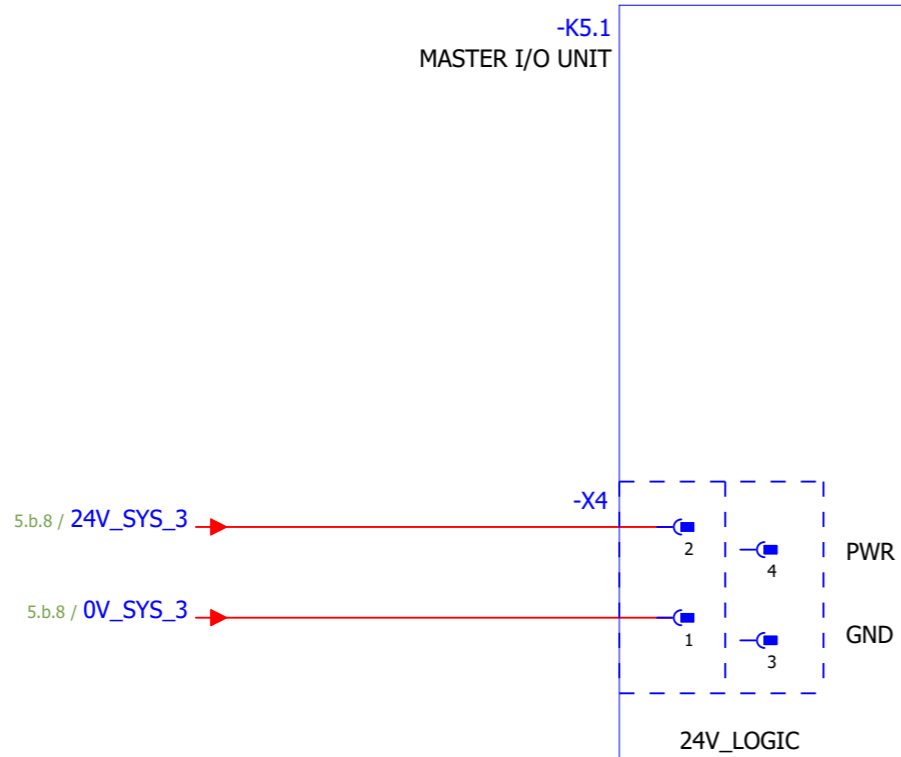 -K5.1
MASTER I/O UNIT
-X4
5.b.8 / 24V_SYS_3
2
4
PWR
5.b.8 / 0V_SYS_3
1
3
GND
24V_LOGIC